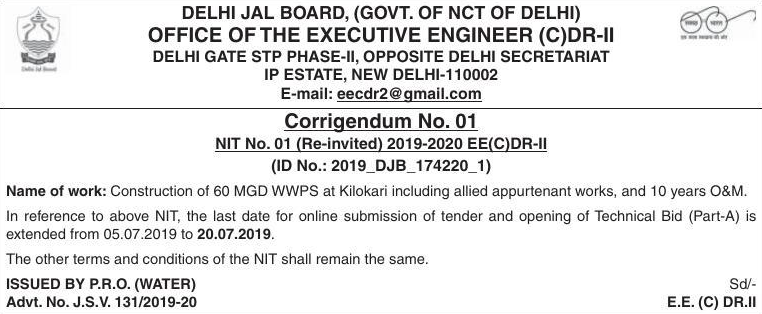 DELHI JAL BOARD, (GOVT. OF NCT OF DELHI)
OFFICE OF THE EXECUTIVE ENGINEER (C)DR-II
DELHI GATE STP PHASE-II, OPPOSITE DELHI SECRETARIAT
IP ESTATE, NEW DELHI-110002
E-mail: eecdr2@gmail.com
Delhi Jal Board
Corrigendum No. 01
NIT No. 01 (Re-invited) 2019-2020 EE(C)DR-II
(ID No.: 2019_DJB_174220_1)
Name of work: Construction of 60 MGD WWPS at Kilokari including allied appurtenant works, and 10 years O&M.
In reference to above NIT, the last date for online submission of tender and opening of Technical Bid (Part-A) is
extended from 05.07.2019 to 20.07.2019.
The other terms and conditions of the NIT shall remain the same.
ISSUED BY P.R.O. (WATER)
Advt. No. J.S.V. 131/2019-20
Sd/-
E.E. (C) DR.II